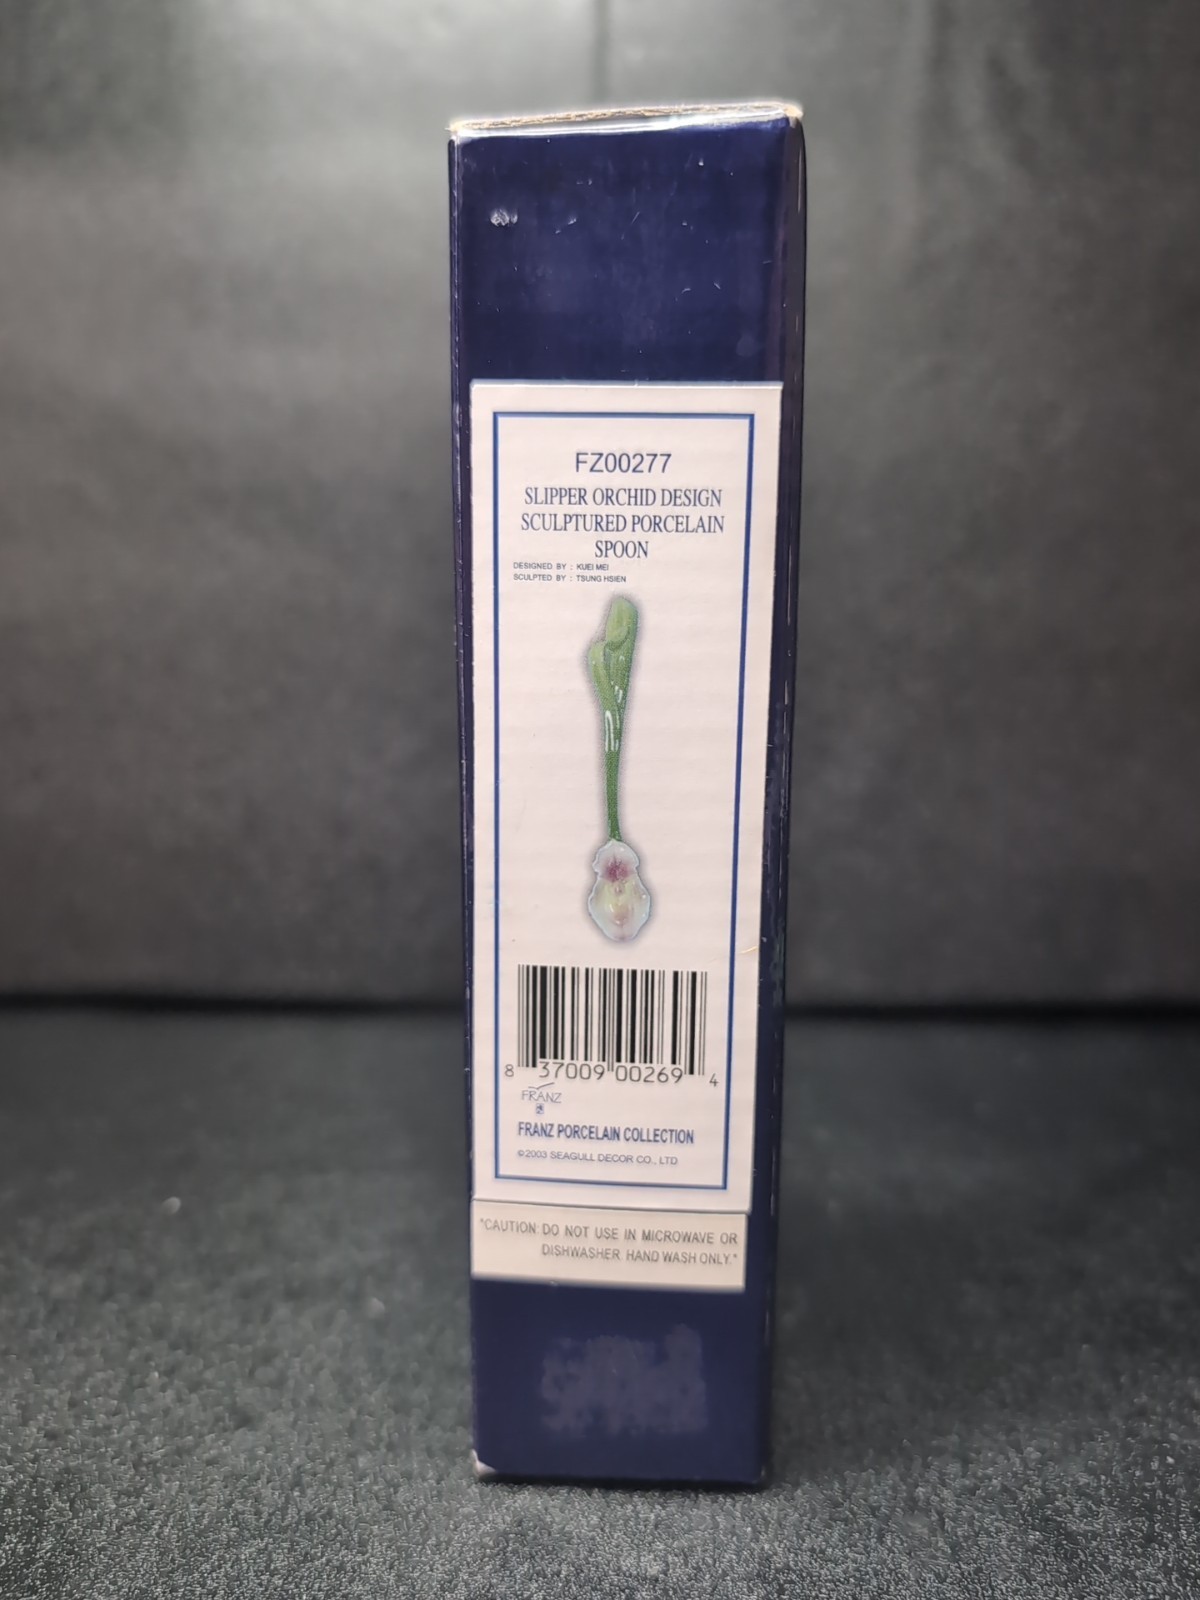 FZ00277
SLIPPER ORCHID DESIGN
SCULPTURED PORCELAIN
SPOON
DESIGNED BY : KUEI MEI
SCULPTED BY : TSUNG HSIEN
8 37009 00269 4
FRANZ
FRANZ PORCELAIN COLLECTION
©2003 SEAGULL DECOR CO., LTD
"CAUTION: DO NOT USE IN MICROWAVE OR
DISHWASHER HAND WASH ONLY."